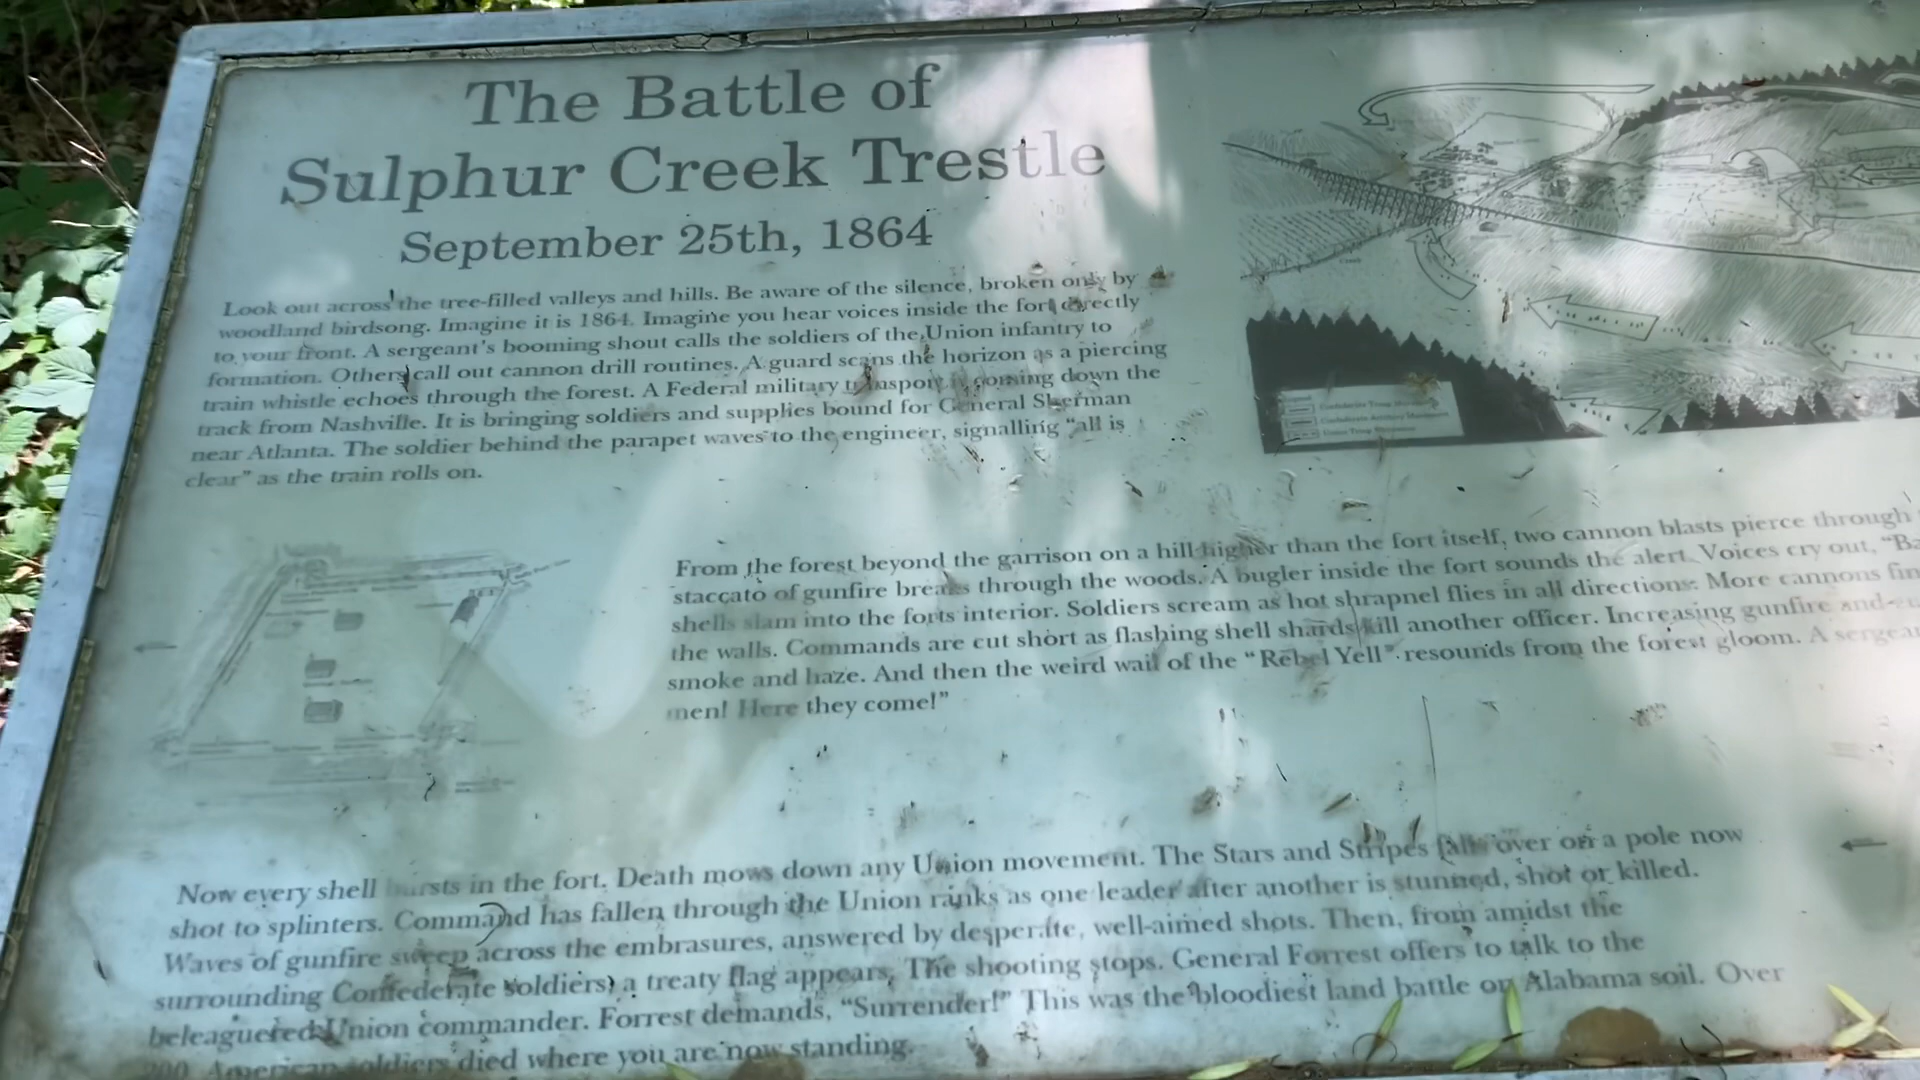 The Battle of
Sulphur Creek Trestle
September 25th, 1864
Look out across the tree-filled valleys and hills. Be aware of the silence, broken only by
woodland birdsong. Imagine it is 1864. Imagine you hear voices inside the fort directly
to your front. A sergeant's booming shout calls the soldiers of the Union infantry to
formation. Others call out cannon drill routines. A guard scans the horizon as a piercing
train whistle echoes through the forest. A Federal military transport is coming down the
track from Nashville. It is bringing soldiers and supplies bound for General Sherman
near Atlanta. The soldier behind the parapet waves to the engineer, signalling "all is
clear" as the train rolls on.
From the forest beyond the garrison on a hill higher than the fort itself, two cannon blasts pierce through
staccato of gunfire breaks through the woods. A bugler inside the fort sounds the alert. Voices cry out, "Ba
shells slam into the forts interior. Soldiers scream as hot shrapnel flies in all directions. More cannons fin
the walls. Commands are cut short as flashing shell shards kill another officer. Increasing gunfire and
smoke and haze. And then the weird wail of the "Rebel Yell" resounds from the forest gloom. A sergean
men! Here they come!"
Now every shell bursts in the fort. Death mows down any Union movement. The Stars and Stripes falls over on a pole now
shot to splinters. Command has fallen through the Union ranks as one leader after another is stunned, shot or killed.
Waves of gunfire sweep across the embrasures, answered by desperate, well-aimed shots. Then, from amidst the
surrounding Confederate soldiers, a treaty flag appears. The shooting stops. General Forrest offers to talk to the
beleaguered Union commander. Forrest demands, "Surrender!" This was the bloodiest land battle on Alabama soil. Over
200 American soldiers died where you are now standing.